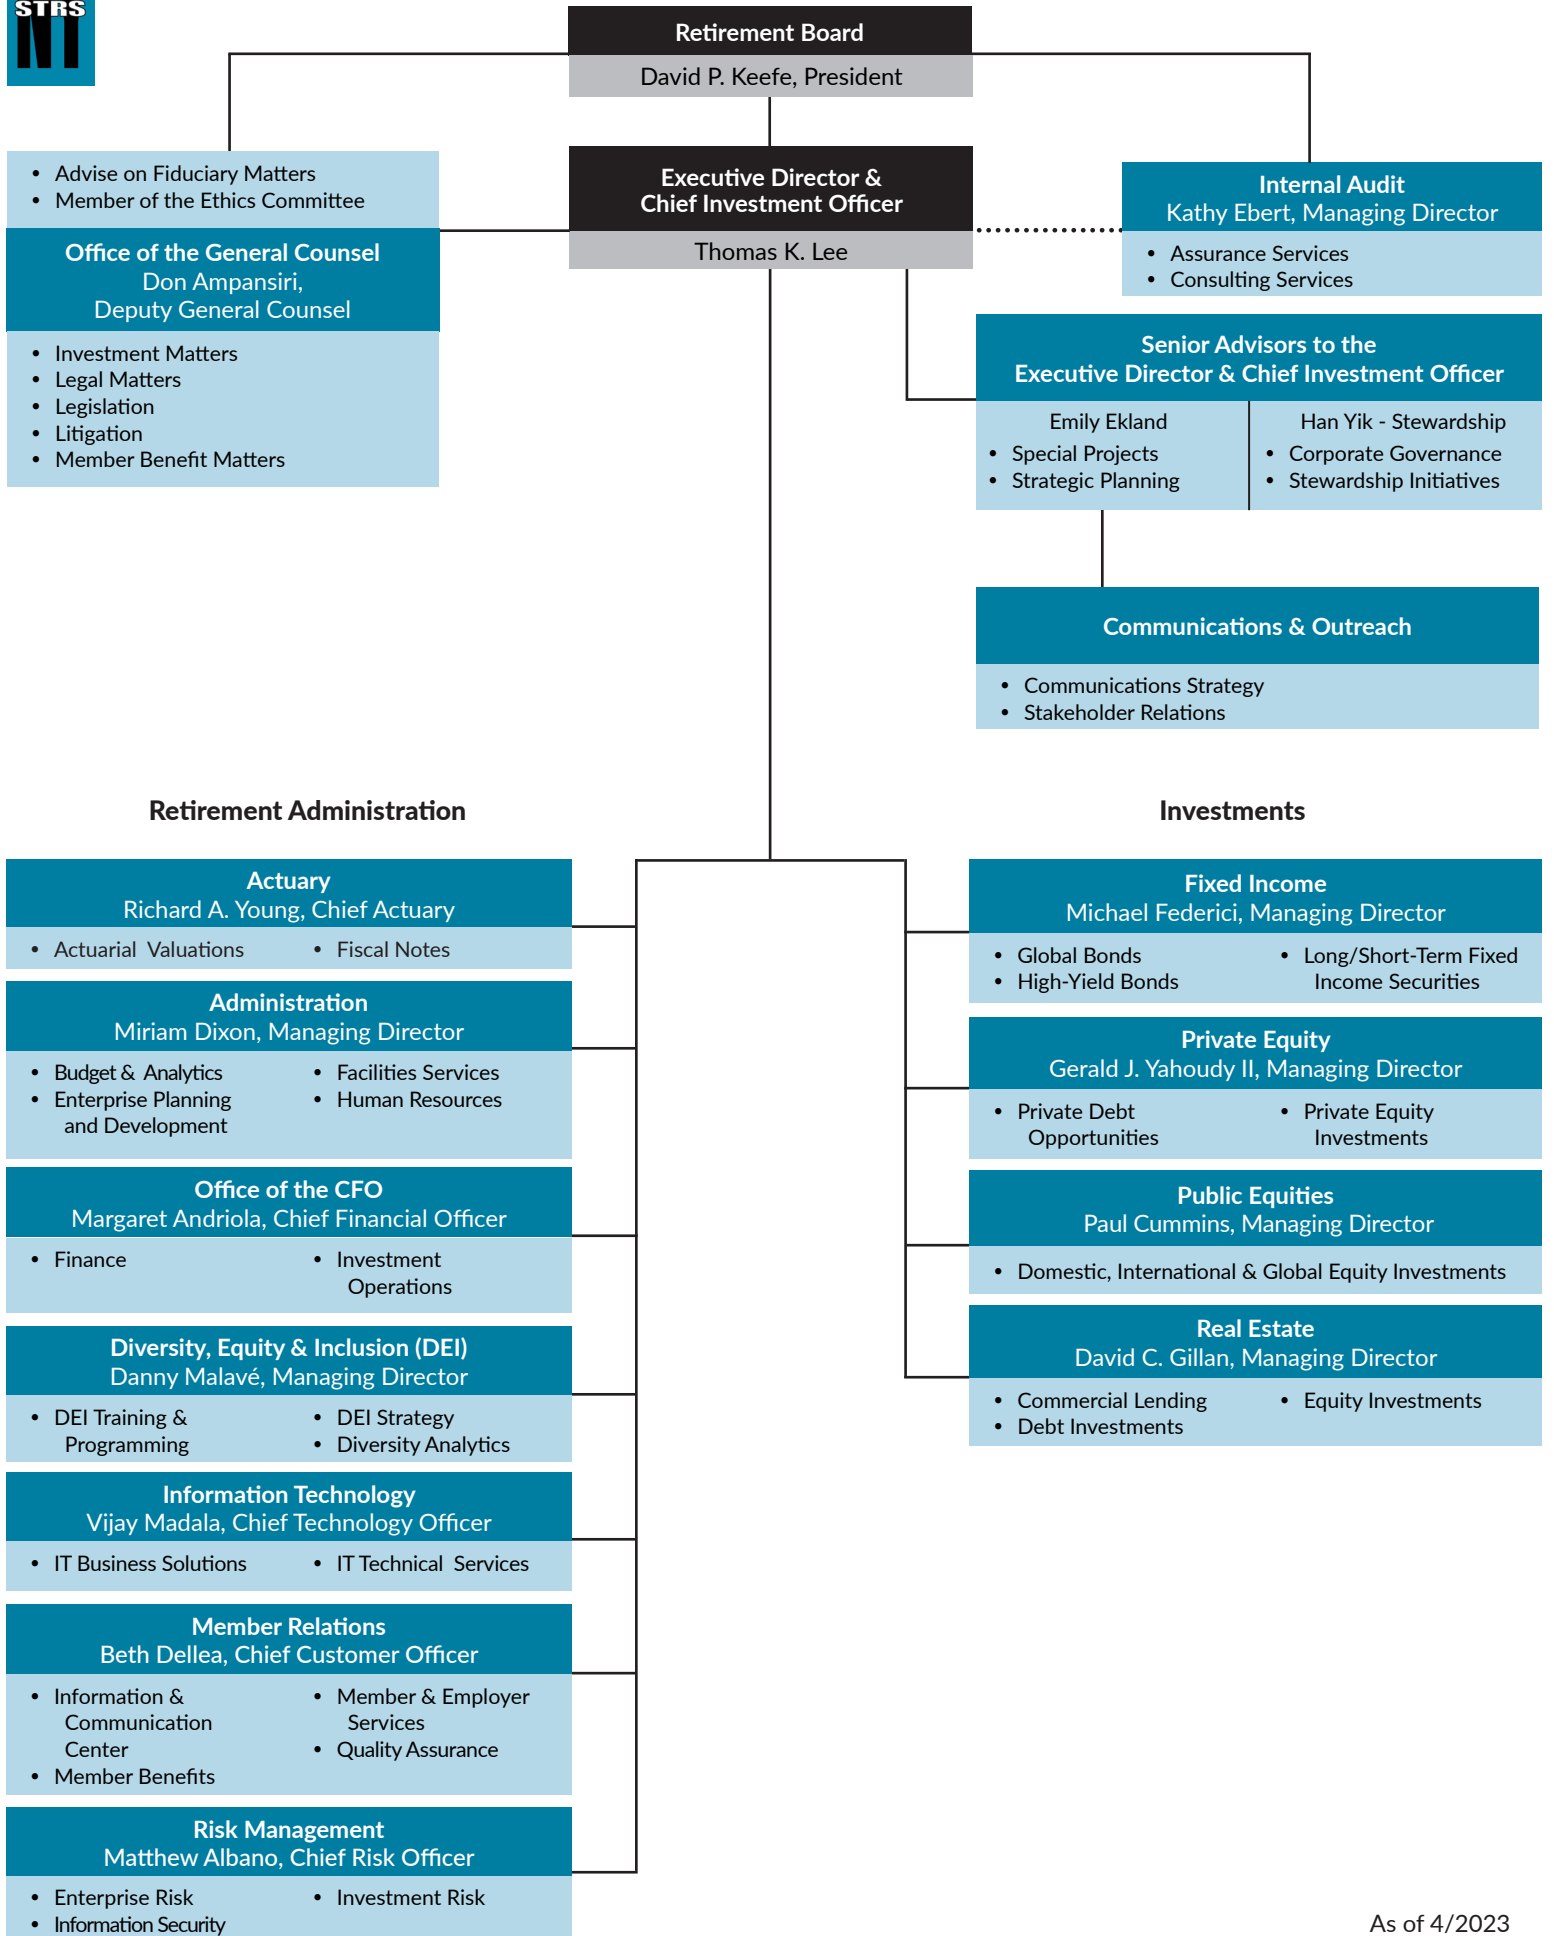 STRS
NY
Retirement Board
David P. Keefe, President
• Advise on Fiduciary Matters
• Member of the Ethics Committee
Office of the General Counsel
Don Ampansiri,
Deputy General Counsel
• Investment Matters
• Legal Matters
• Legislation
• Litigation
• Member Benefit Matters
Executive Director &
Chief Investment Officer
Thomas K. Lee
Internal Audit
Kathy Ebert, Managing Director
• Assurance Services
• Consulting Services
Senior Advisors to the
Executive Director & Chief Investment Officer
Emily Ekland
• Special Projects
• Strategic Planning
Han Yik - Stewardship
• Corporate Governance
• Stewardship Initiatives
Communications & Outreach
• Communications Strategy
• Stakeholder Relations
Retirement Administration
Actuary
Richard A. Young, Chief Actuary
• Actuarial Valuations
• Fiscal Notes
Administration
Miriam Dixon, Managing Director
• Budget & Analytics
• Enterprise Planning
and Development
• Facilities Services
• Human Resources
Office of the CFO
Margaret Andriola, Chief Financial Officer
• Finance
• Investment
Operations
Diversity, Equity & Inclusion (DEI)
Danny Malavé, Managing Director
• DEI Training &
Programming
• DEI Strategy
• Diversity Analytics
Information Technology
Vijay Madala, Chief Technology Officer
• IT Business Solutions
• IT Technical Services
Member Relations
Beth Dellea, Chief Customer Officer
• Information &
Communication
Center
• Member Benefits
• Member & Employer
Services
• Quality Assurance
Risk Management
Matthew Albano, Chief Risk Officer
• Enterprise Risk
• Information Security
• Investment Risk
Investments
Fixed Income
Michael Federici, Managing Director
• Global Bonds
• High-Yield Bonds
• Long/Short-Term Fixed
Income Securities
Private Equity
Gerald J. Yahoudy II, Managing Director
• Private Debt
Opportunities
• Private Equity
Investments
Public Equities
Paul Cummins, Managing Director
• Domestic, International & Global Equity Investments
Real Estate
David C. Gillan, Managing Director
• Commercial Lending
• Debt Investments
• Equity Investments
As of 4/2023